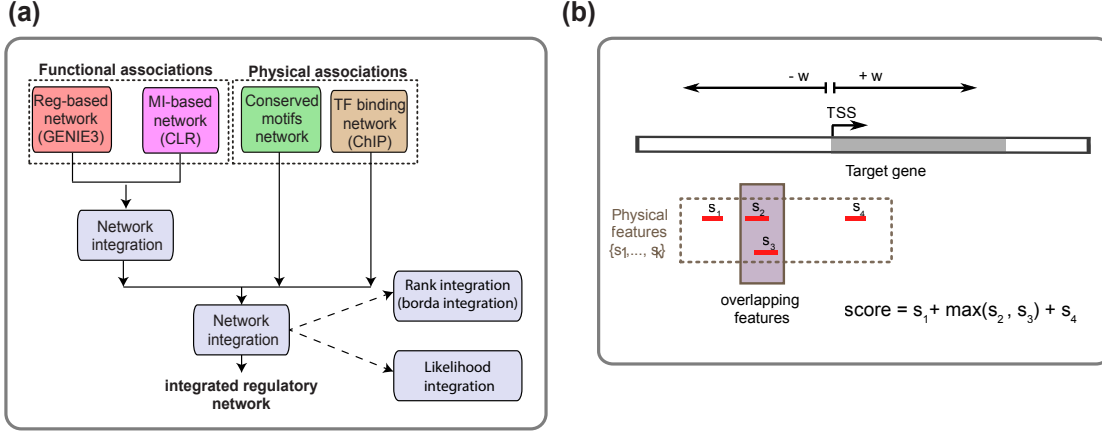 (a)
Functional associations
Physical associations
Reg-based
network
(GENIE3)
MI-based
network
(CLR)
Conserved
motifs
network
TF binding
network
(ChIP)
Network
integration
Network
integration
Rank integration
(borda integration)
Likelihood
integration
integrated regulatory
network
(b)
- w
+ w
TSS
Target gene
Physical
features
{s1,..., sk}
s1
s2
s3
s4
overlapping
features
score = s1+ max(s2 , s3) + s4